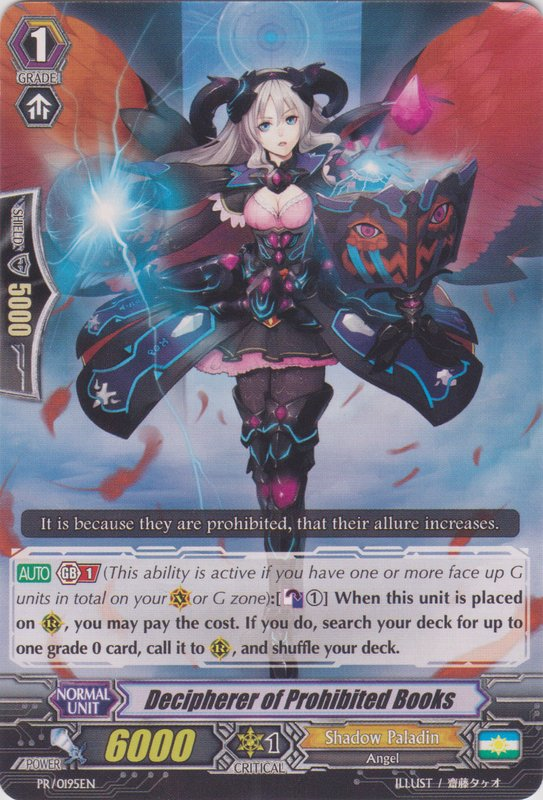 1
GRADE
SHIELD
5000
It is because they are prohibited, that their allure increases.
AUTO GB 1 (This ability is active if you have one or more face up G
units in total on your V or G zone):[①] When this unit is placed
on R, you may pay the cost. If you do, search your deck for up to
one grade 0 card, call it to R, and shuffle your deck.
NORMAL
UNIT
Decipherer of Prohibited Books
POWER
6000
1
CRITICAL
Shadow Paladin
Angel
PR/0195EN
ILLUST / 齋藤タケオ